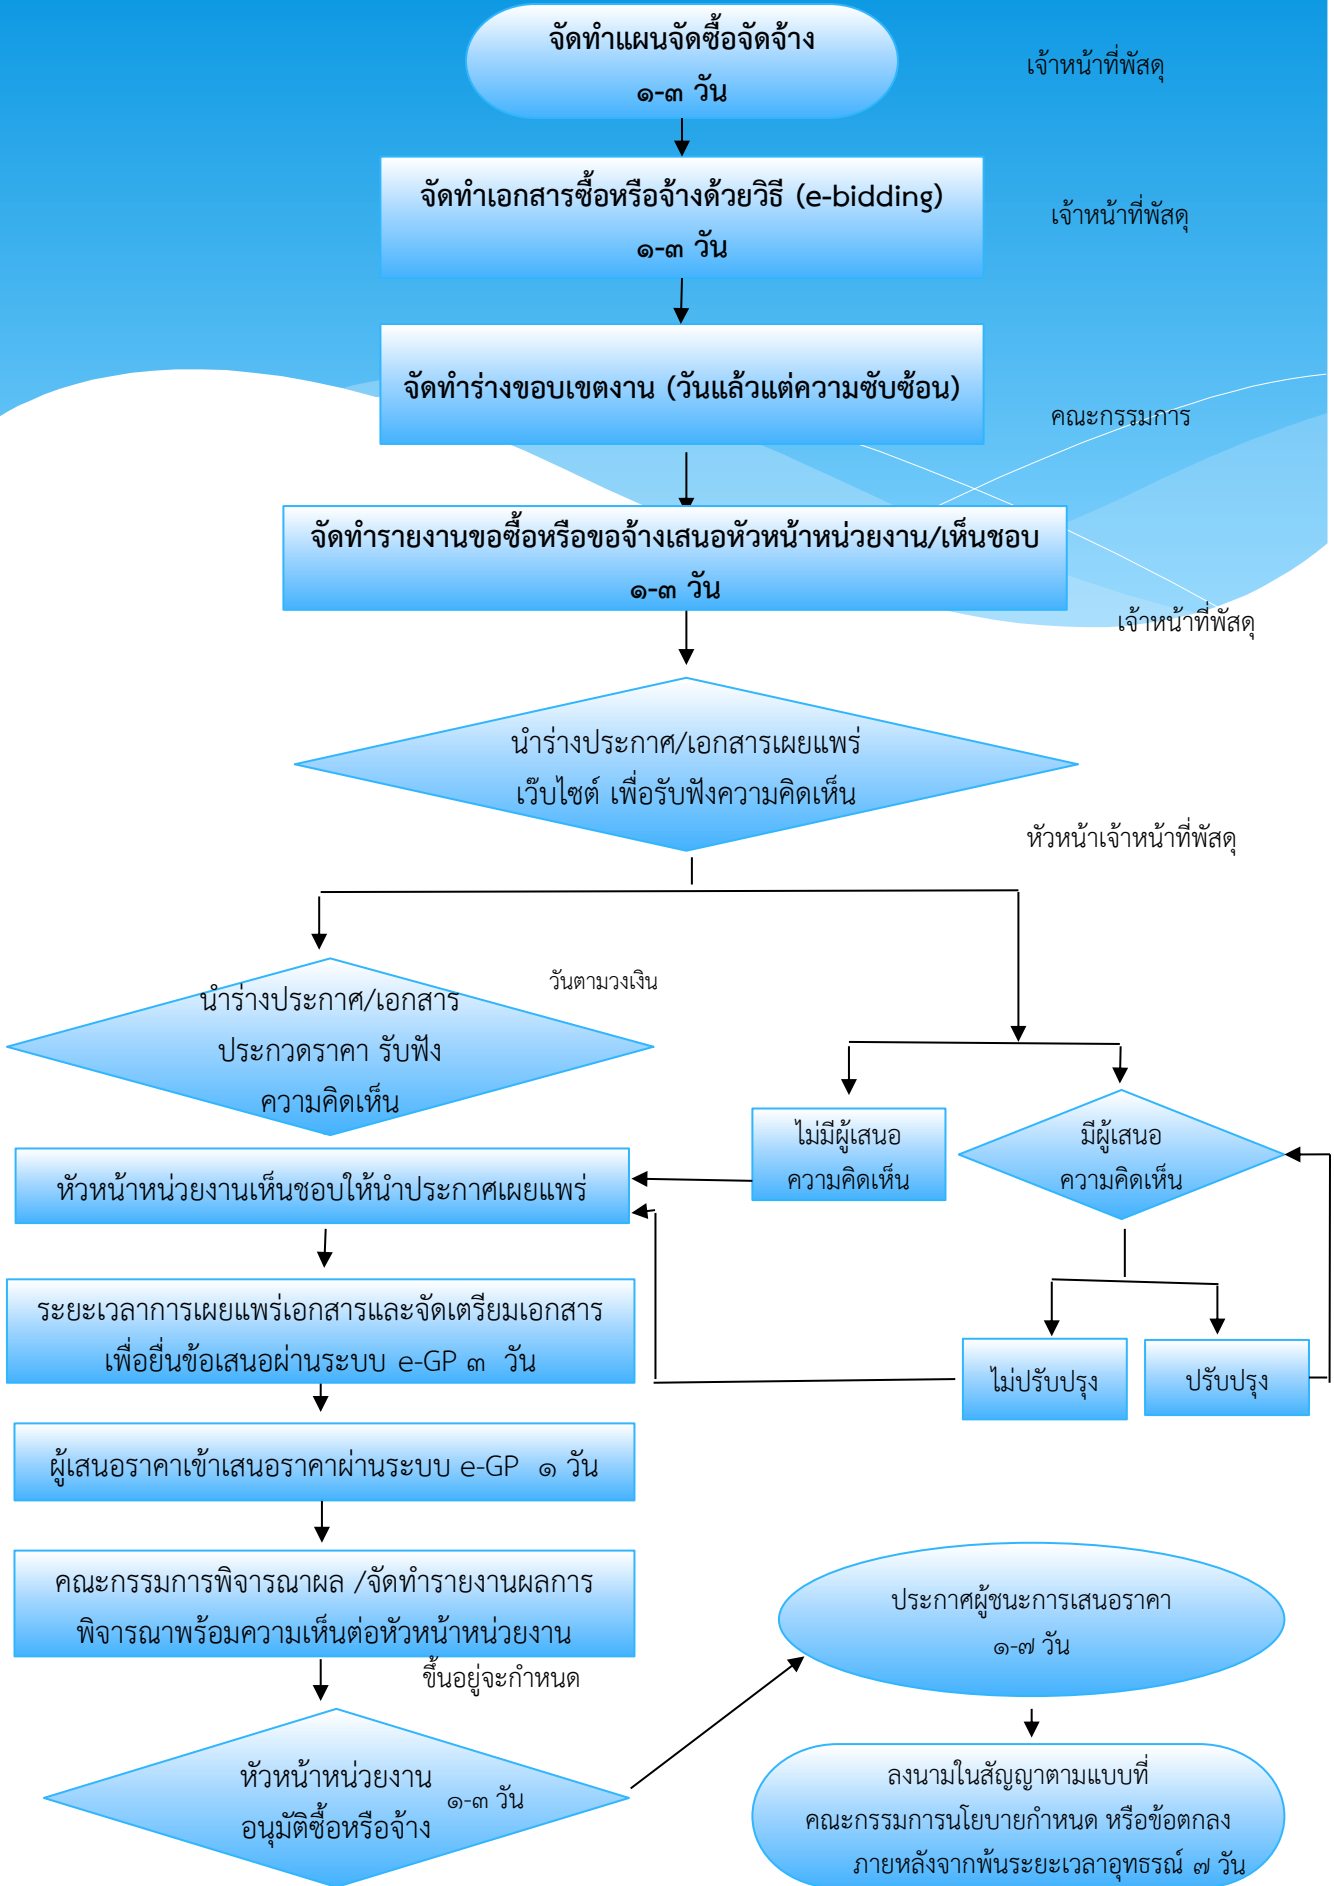 จัดทำแผนจัดซื้อจัดจ้าง
๑-๓ วัน
เจ้าหน้าที่พัสดุ
จัดทำเอกสารซื้อหรือจ้างด้วยวิธี (e-bidding)
๑-๓ วัน
เจ้าหน้าที่พัสดุ
จัดทำร่างขอบเขตงาน (วันแล้วแต่ความซับซ้อน)
คณะกรรมการ
จัดทำรายงานขอซื้อหรือขอจ้างเสนอหัวหน้าหน่วยงาน/เห็นชอบ
๑-๓ วัน
เจ้าหน้าที่พัสดุ
นำร่างประกาศ/เอกสารเผยแพร่
เว๊บไซต์ เพื่อรับฟังความคิดเห็น
หัวหน้าเจ้าหน้าที่พัสดุ
วันตามวงเงิน
นำร่างประกาศ/เอกสาร
ประกวดราคา รับฟัง
ความคิดเห็น
ไม่มีผู้เสนอ
ความคิดเห็น
มีผู้เสนอ
ความคิดเห็น
หัวหน้าหน่วยงานเห็นชอบให้นำประกาศเผยแพร่
ระยะเวลาการเผยแพร่เอกสารและจัดเตรียมเอกสาร
เพื่อยื่นข้อเสนอผ่านระบบ e-GP ๓ วัน
ไม่ปรับปรุง
ปรับปรุง
ผู้เสนอราคาเข้าเสนอราคาผ่านระบบ e-GP ๑ วัน
คณะกรรมการพิจารณาผล /จัดทำรายงานผลการ
พิจารณาพร้อมความเห็นต่อหัวหน้าหน่วยงาน
ขึ้นอยู่จะกำหนด
ประกาศผู้ชนะการเสนอราคา
๑-๗ วัน
หัวหน้าหน่วยงาน
อนุมัติซื้อหรือจ้าง
๑-๓ วัน
ลงนามในสัญญาตามแบบที่
คณะกรรมการนโยบายกำหนด หรือข้อตกลง
ภายหลังจากพ้นระยะเวลาอุทธรณ์ ๗ วัน